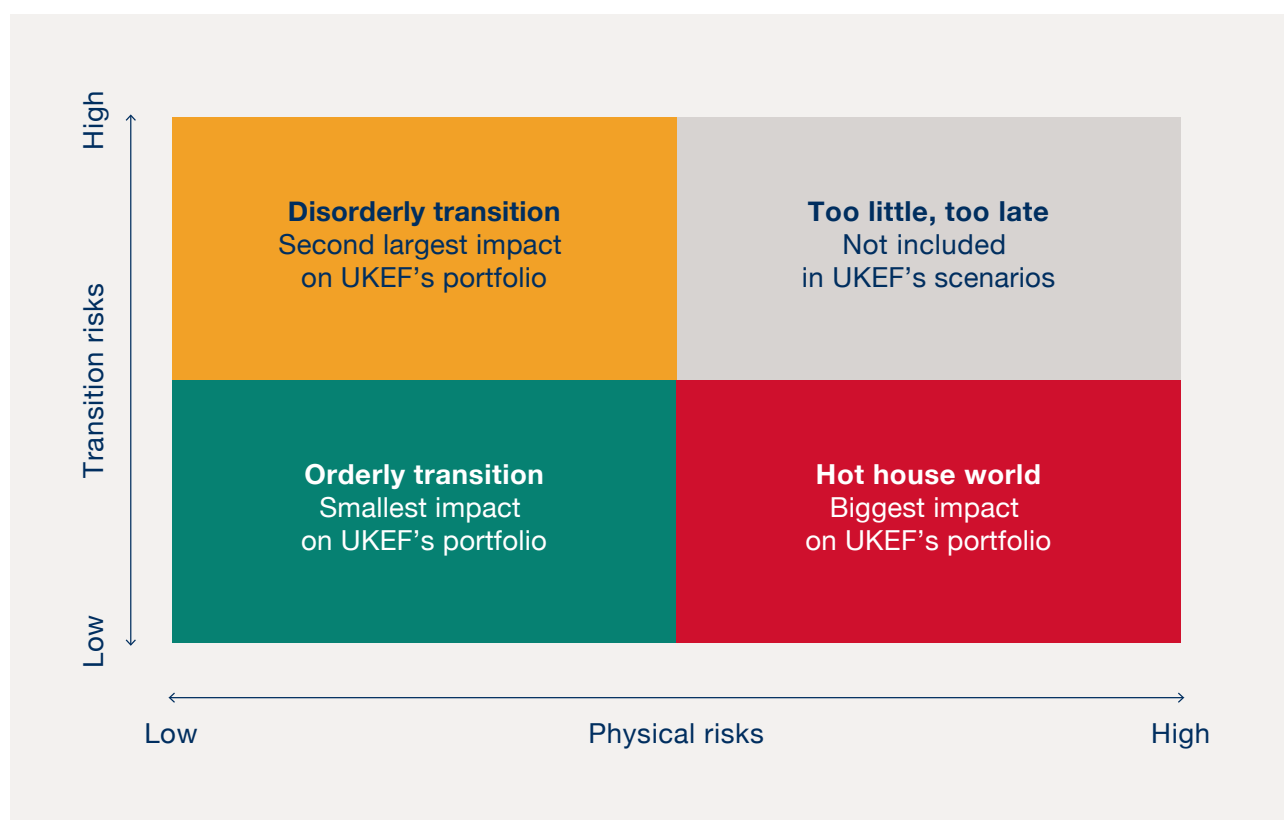 High
Transition risks
Low
Disorderly transition
Second largest impact
on UKEF's portfolio
Too little, too late
Not included
in UKEF's scenarios
Orderly transition
Smallest impact
on UKEF's portfolio
Hot house world
Biggest impact
on UKEF's portfolio
Low
Physical risks
High